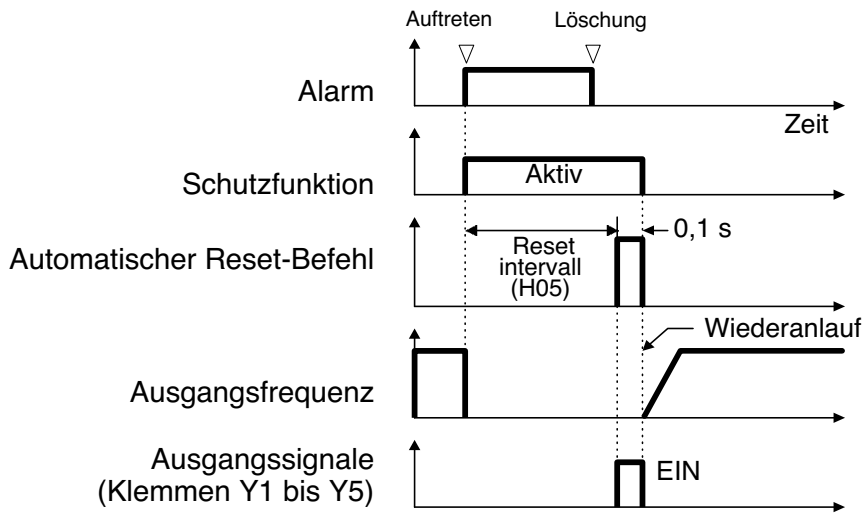 Auftreten
Löschung
Alarm
Zeit
Schutzfunktion
Aktiv
Automatischer Reset-Befehl
Reset
intervall
(H05)
0,1 s
Wiederanlauf
Ausgangsfrequenz
Ausgangssignale
(Klemmen Y1 bis Y5)
EIN